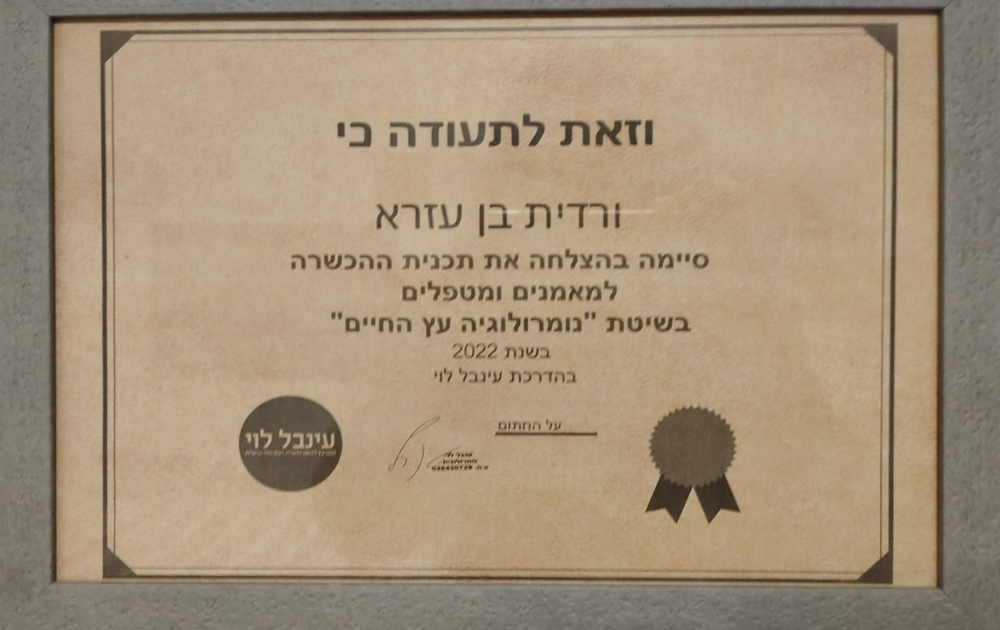 וזאת לתעודה כי
ורדית בן עזרא
סיימה בהצלחה את תכנית ההכשרה
למאמנים ומטפלים
בשיטת "נומרולוגיה עץ החיים"
בשנת 2022
בהדרכת עינבל לוי
על החתום
עינבל לוי